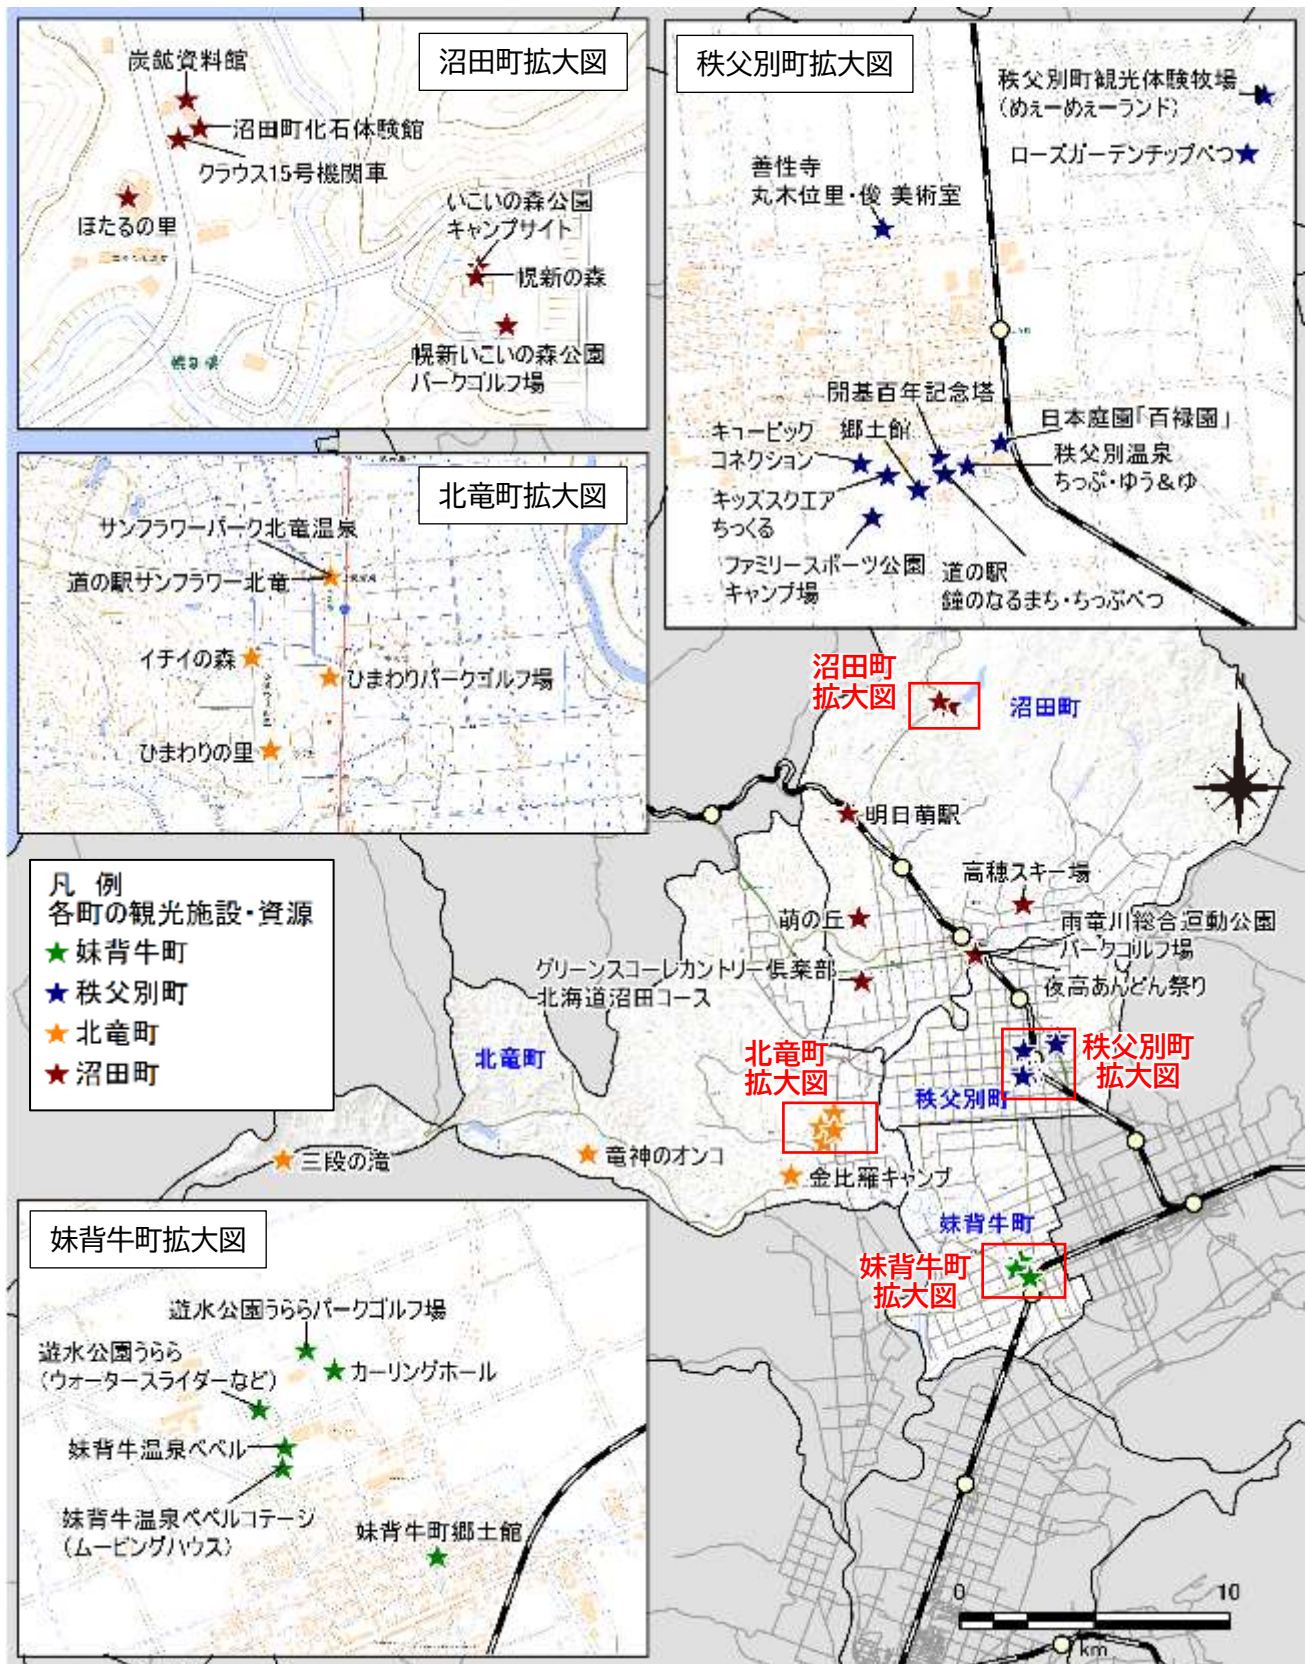 沼田町拡大図
炭鉱資料館
沼田町化石体験館
クラウス15号機関車
ほたるの里
いこいの森公園
キャンプサイト
幌新の森
幌新いこいの森公園
パークゴルフ場
秩父別町拡大図
秩父別町観光体験牧場
(めぇーめぇーランド)
ローズガーデンチップべつ
善性寺
丸木位里・俊 美術室
開基百年記念塔
日本庭園「百禄園」
キュービック
コネクション
郷土館
秩父別温泉
ちっぷ・ゆう&ゆ
キッズスクエア
ちっくる
ファミリースポーツ公園
キャンプ場
道の駅
鐘のなるまち・ちっぷべつ
北竜町拡大図
サンフラワーパーク北竜温泉
道の駅サンフラワー北竜
イチイの森
ひまわりパークゴルフ場
ひまわりの里
沼田町
拡大図
沼田町
N
明日萌駅
高穂スキー場
萌の丘
雨竜川総合運動公園
パークゴルフ場
夜高あんどん祭り
グリーンスコーレカントリー倶楽部
北海道沼田コース
凡 例
各町の観光施設・資源
妹背牛町
秩父別町
北竜町
沼田町
北竜町
北竜町
拡大図
秩父別町
拡大図
秩父別町
三段の滝
竜神のオンコ
金比羅キャンプ
妹背牛町
妹背牛町
拡大図
妹背牛町拡大図
遊水公園うららパークゴルフ場
遊水公園うらら
(ウォータースライダーなど)
カーリングホール
妹背牛温泉ペペル
妹背牛温泉ペペルコテージ
(ムービングハウス)
妹背牛町郷土館
0 10
km